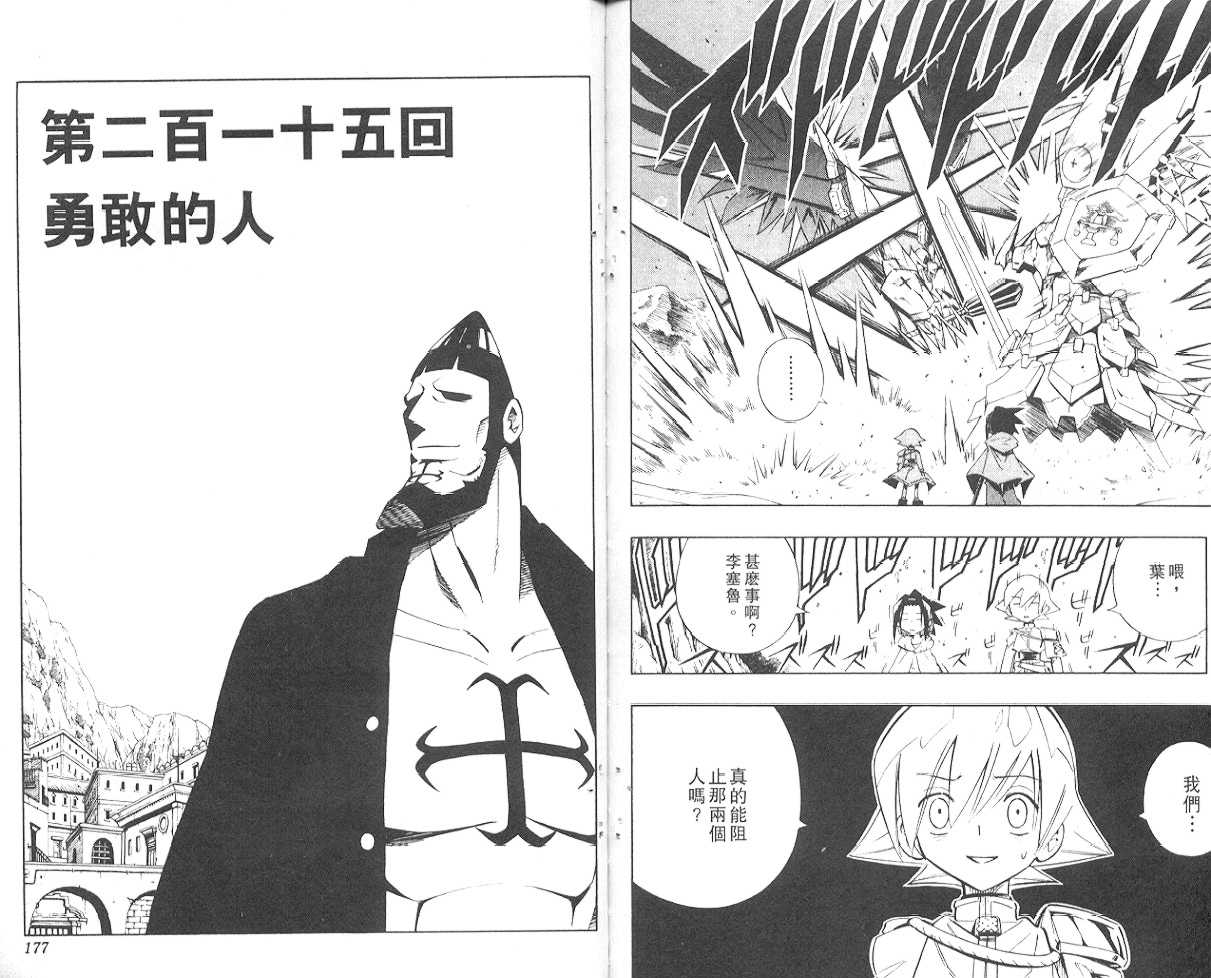 ………
喂，
葉…
甚麼事啊？
李塞魯。
我們…
真的能阻
止那兩個
人嗎？
第二百一十五回
勇敢的人
177